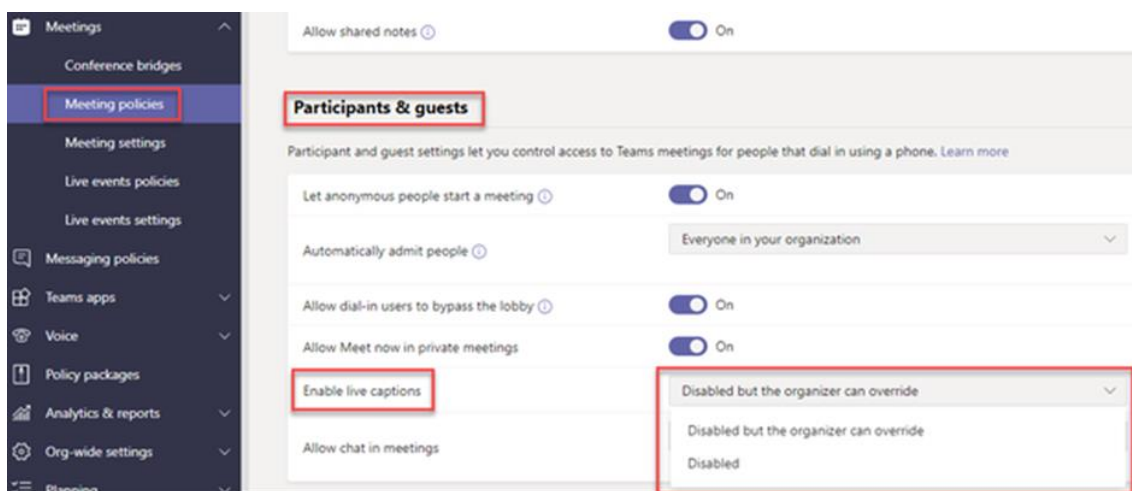 Meetings
Conference bridges
Meeting policies
Meeting settings
Live events policies
Live events settings
Messaging policies
Teams apps
Voice
Policy packages
Analytics & reports
Org-wide settings
Planning
Allow shared notes
On
Participants & guests
Participant and guest settings let you control access to Teams meetings for people that dial in using a phone. Learn more
Let anonymous people start a meeting
On
Automatically admit people
Everyone in your organization
Allow dial-in users to bypass the lobby
On
Allow Meet now in private meetings
On
Enable live captions
Disabled but the organizer can override
Disabled but the organizer can override
Disabled
Allow chat in meetings